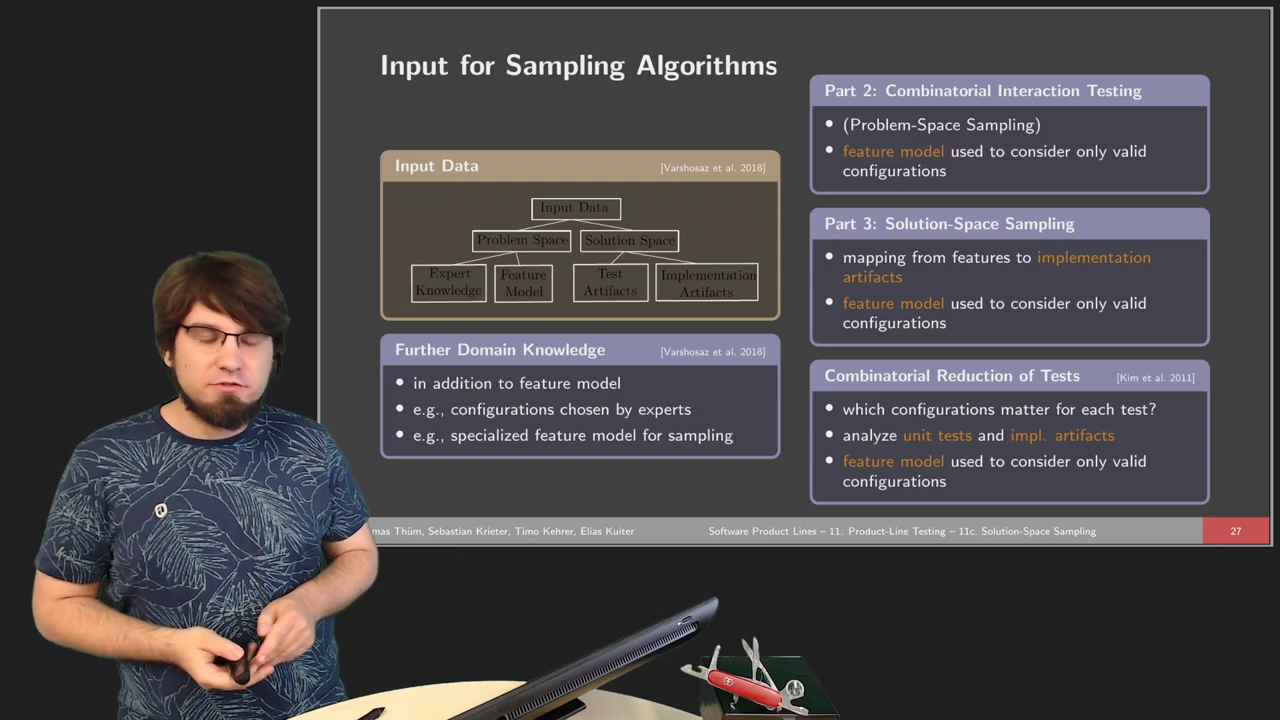 Input for Sampling Algorithms
Input Data [Varshosaz et al. 2018]
Input Data
Problem Space Solution Space
Expert Knowledge
Feature Model
Test Artifacts
Implementation Artifacts
Further Domain Knowledge [Varshosaz et al. 2018]
• in addition to feature model
• e.g., configurations chosen by experts
• e.g., specialized feature model for sampling
Part 2: Combinatorial Interaction Testing
• (Problem-Space Sampling)
• feature model used to consider only valid
configurations
Part 3: Solution-Space Sampling
• mapping from features to implementation
artifacts
• feature model used to consider only valid
configurations
Combinatorial Reduction of Tests [Kim et al. 2011]
• which configurations matter for each test?
• analyze unit tests and impl. artifacts
• feature model used to consider only valid
configurations
mas Thüm, Sebastian Krieter, Timo Kehrer, Elias Kuiter
Software Product Lines – 11. Product-Line Testing – 11c. Solution-Space Sampling
27